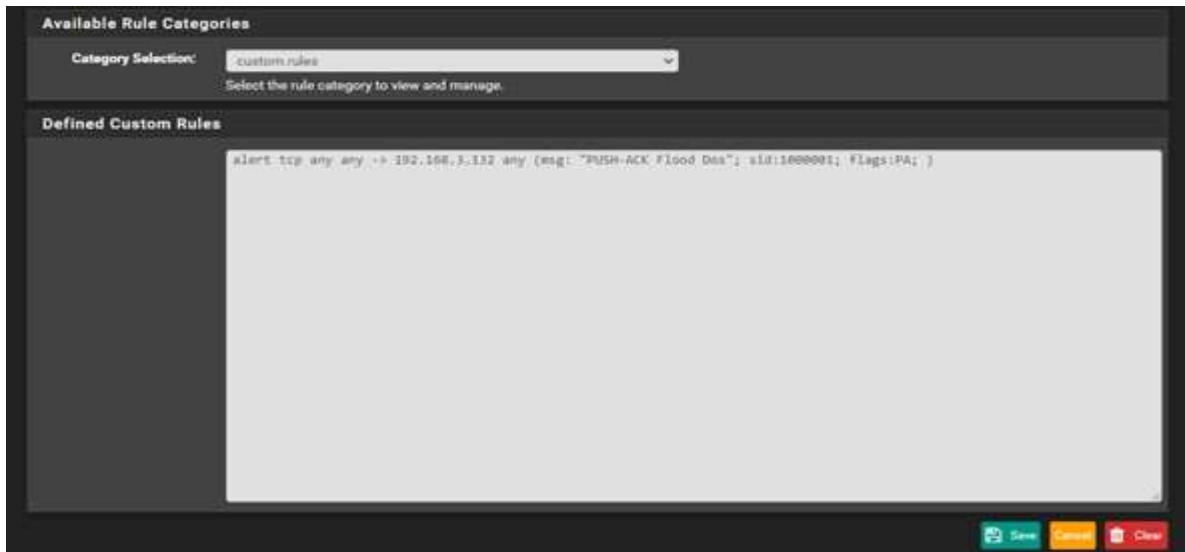 Available Rule Categories
Category Selection:
custom.rules
Select the rule category to view and manage.
Defined Custom Rules
alert tcp any any -> 192.168.3.132 any (msg: "PUSH-ACK Flood Dos"; sid:1000001; flags:PA; )
Save Cancel Clear